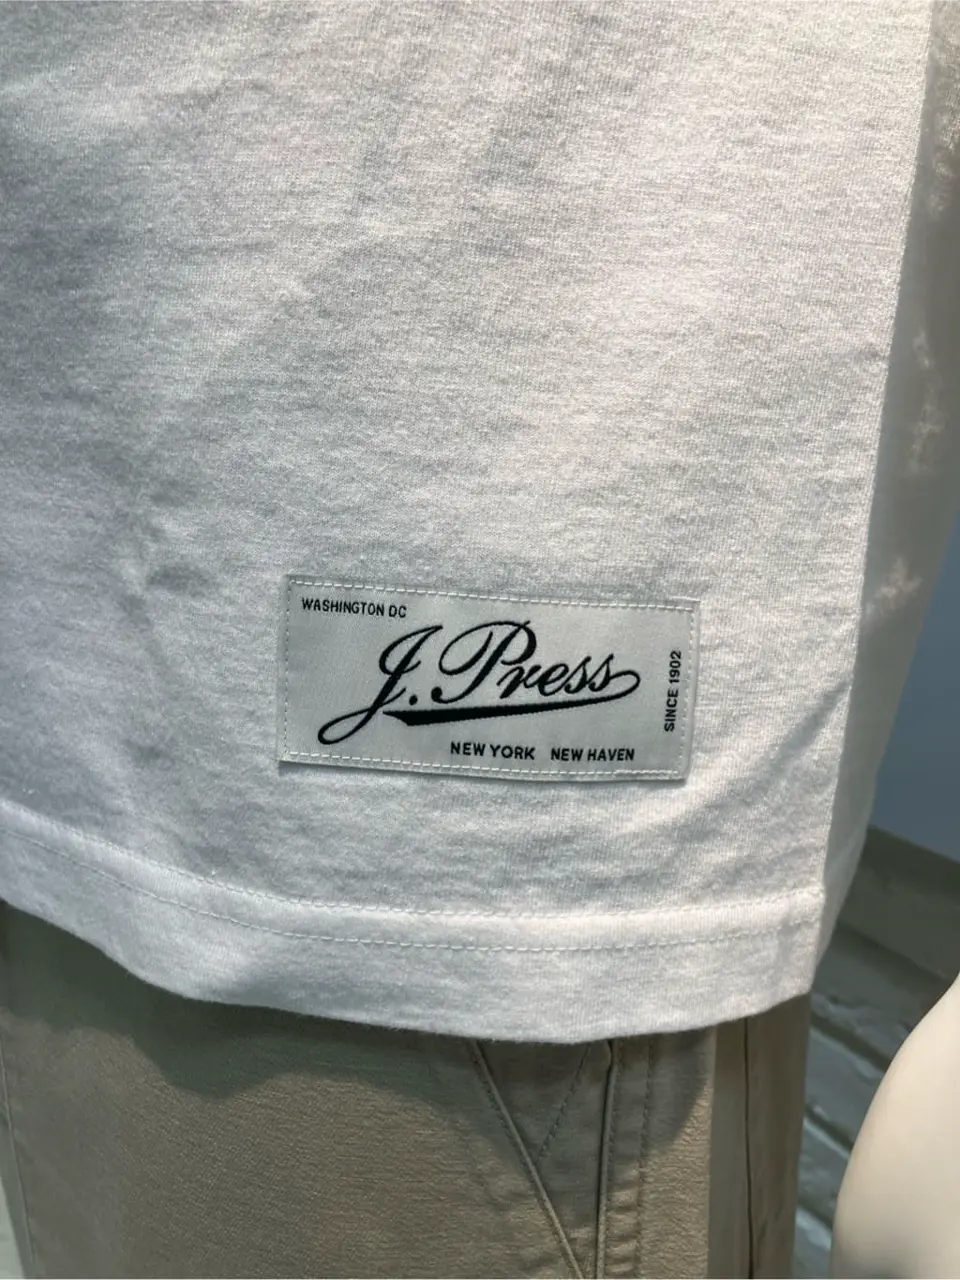 WASHINGTON DC
J. Press
SINCE 1902
NEW YORK NEW HAVEN